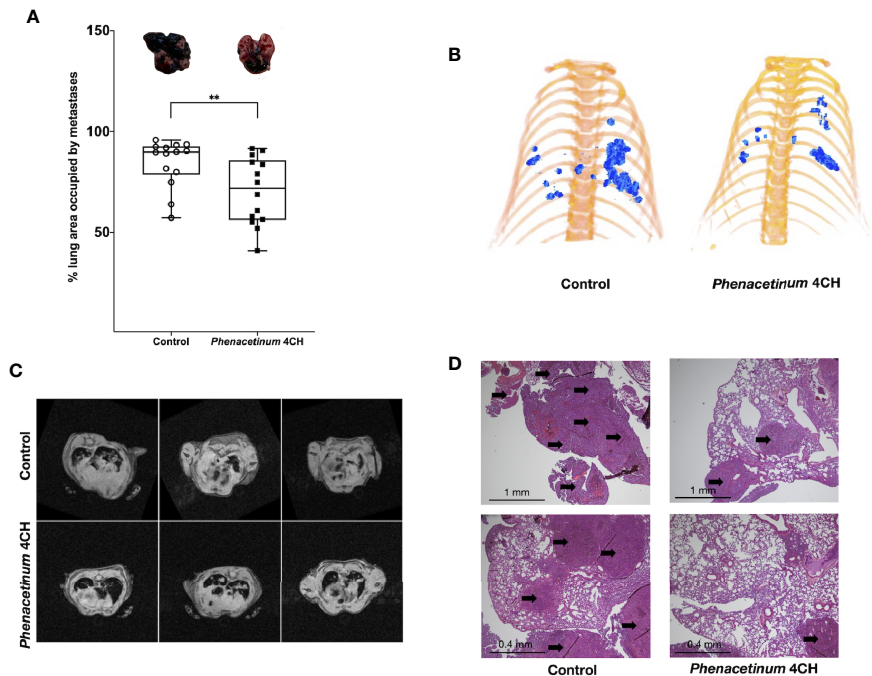 A
% lung area occupied by metastases
150
100
50
**
Control
Phenacetinum 4CH
B
Control
Phenacetinum 4CH
C
Control
Phenacetinum 4CH
D
1 mm
1 mm
0.4 mm
0.4 mm
Control
Phenacetinum 4CH